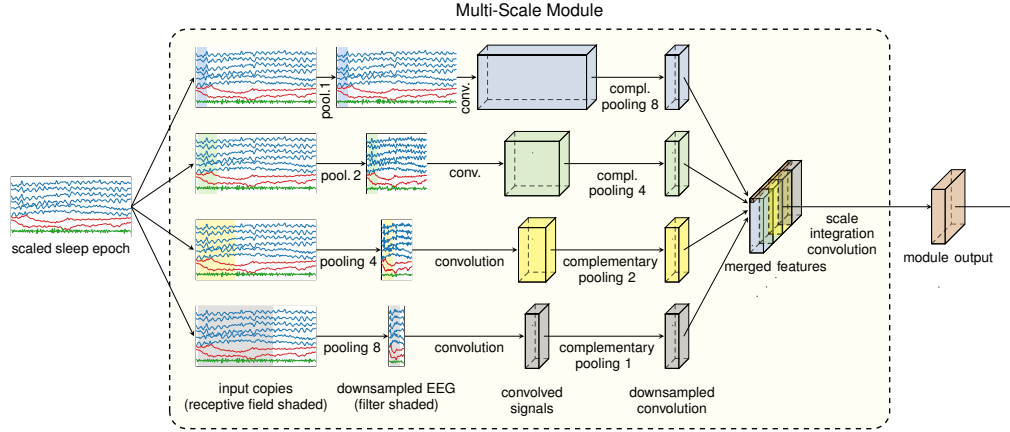 Multi-Scale Module
pool.1
conv.
compl.
pooling 8
pool. 2
conv.
compl.
pooling 4
scaled sleep epoch
pooling 4
convolution
complementary
pooling 2
merged features
scale
integration
convolution
module output
pooling 8
convolution
complementary
pooling 1
input copies
(receptive field shaded)
downsampled EEG
(filter shaded)
convolved
signals
downsampled
convolution